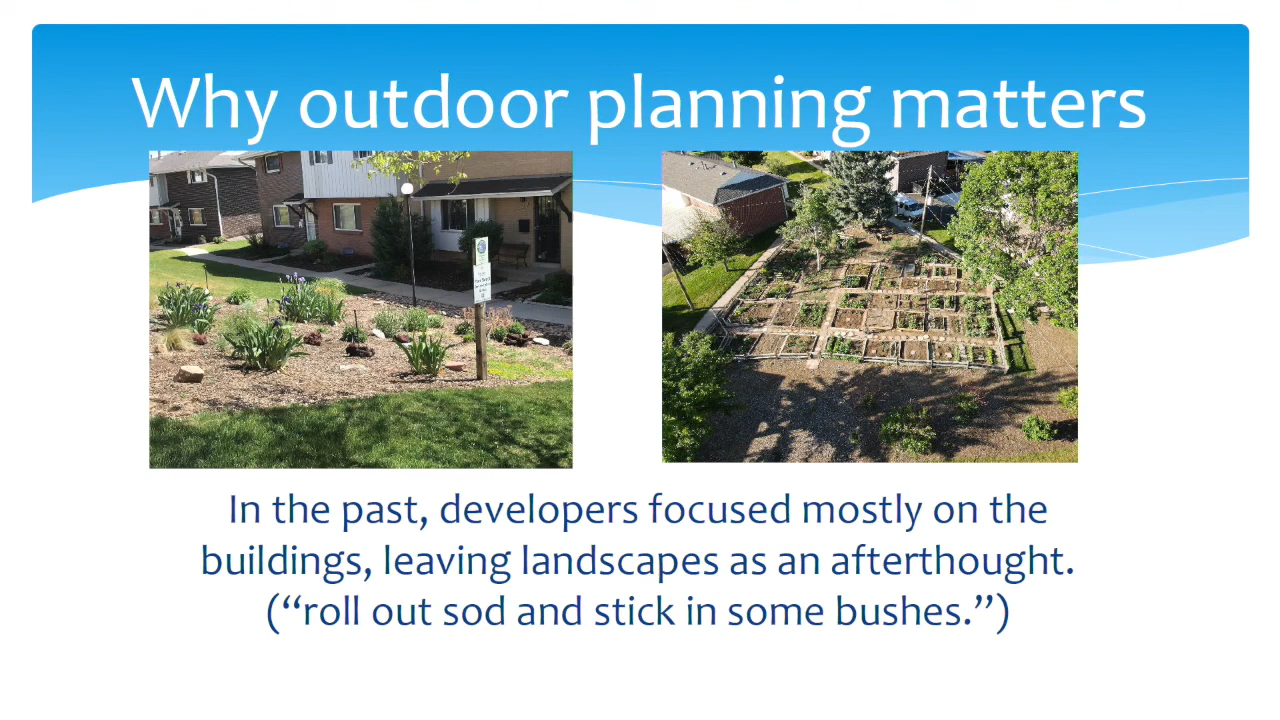 Why outdoor planning matters
In the past, developers focused mostly on the
buildings, leaving landscapes as an afterthought.
(“roll out sod and stick in some bushes.”)